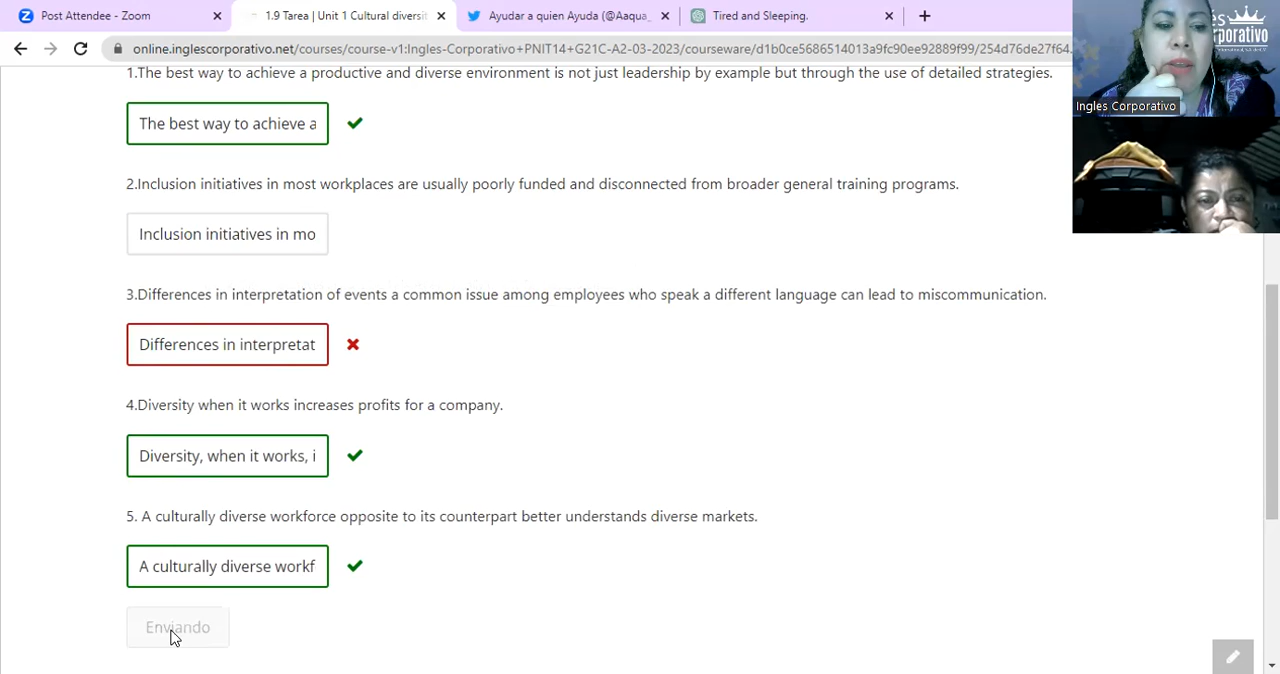 Post Attendee - Zoom
1.9 Tarea | Unit 1 Cultural diversit
Ayudar a quien Ayuda (@Aaqua_
Tired and Sleeping.
online.inglescorporativo.net/courses/course-v1:Ingles-Corporativo+PNIT14+G21C-A2-03-2023/courseware/d1b0ce5686514013a9fc90ee92889f99/254d76de27f64.
Ingles Corporativo
1.The best way to achieve a productive and diverse environment is not just leadership by example but through the use of detailed strategies.
The best way to achieve a
2.Inclusion initiatives in most workplaces are usually poorly funded and disconnected from broader general training programs.
Inclusion initiatives in mo
3.Differences in interpretation of events a common issue among employees who speak a different language can lead to miscommunication.
Differences in interpretat
4.Diversity when it works increases profits for a company.
Diversity, when it works, i
5. A culturally diverse workforce opposite to its counterpart better understands diverse markets.
A culturally diverse workf
Enviando